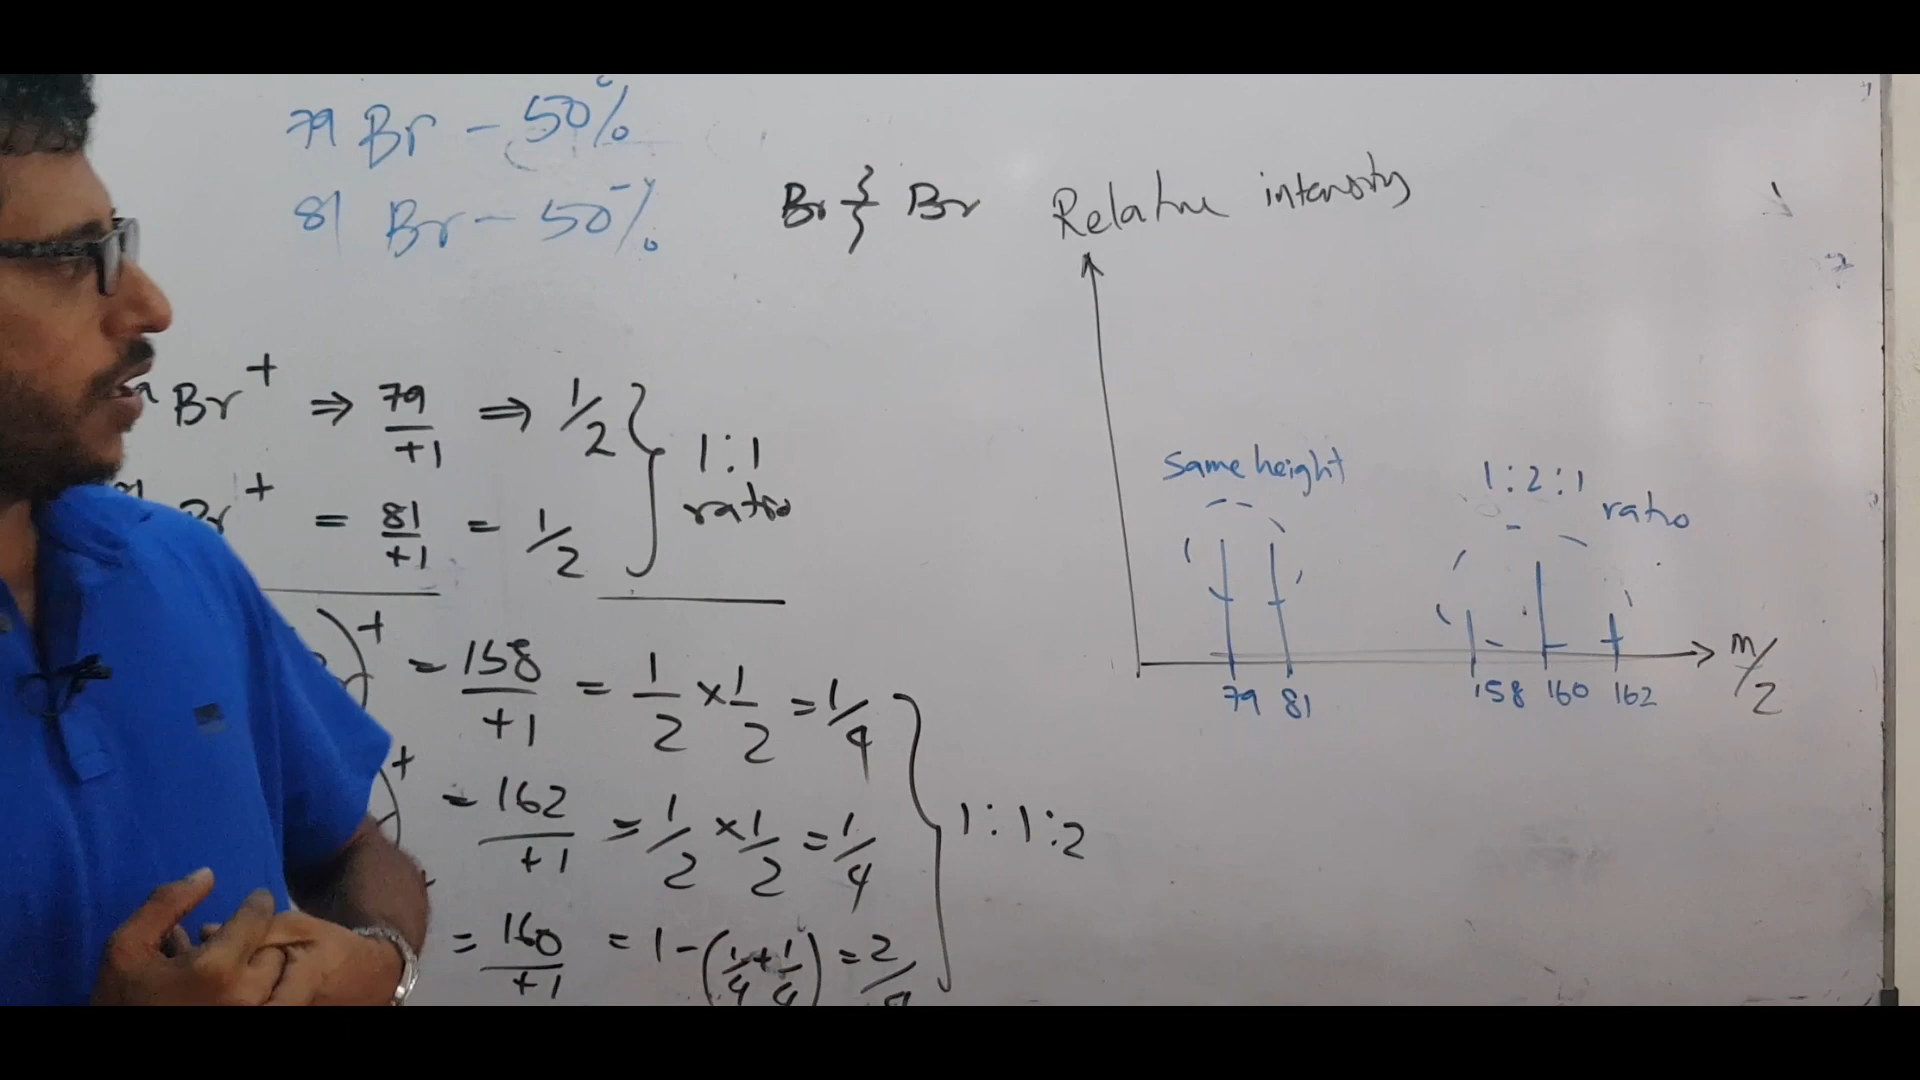 79 Br - 50%
81 Br - 50%
Br Br
Relative intensity
Br + ⇒ 79/+1 ⇒ 1/2
1:1
ratio
Br + = 81/+1 = 1/2
+ = 158/+1 = 1/2 × 1/2 = 1/4
+ = 162/+1 = 1/2 × 1/2 = 1/4
1:1:2
+ = 160/+1 = 1-(1/4+1/4) = 2/
same height
1:2:1
ratio
79 81 158 160 162
m/z